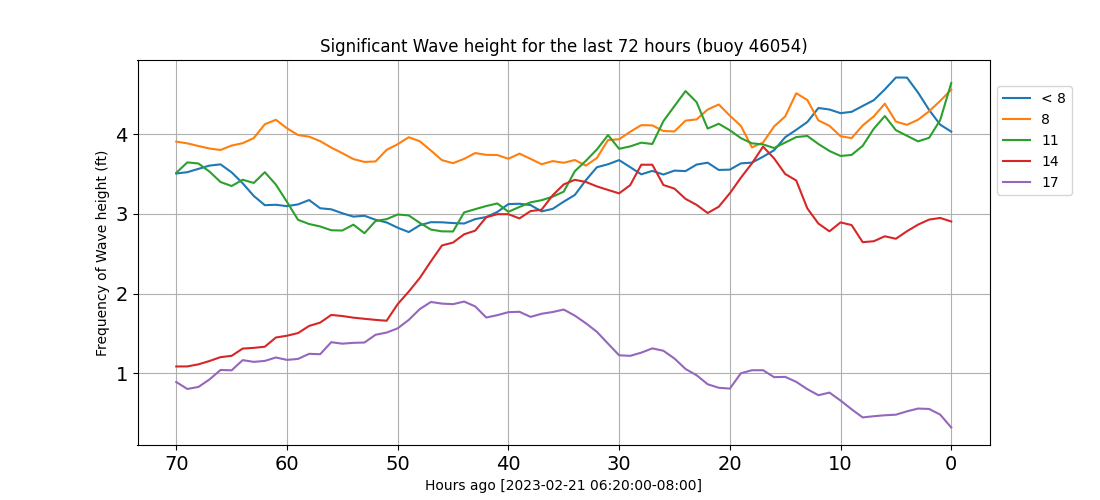 Significant Wave height for the last 72 hours (buoy 46054)
Frequency of Wave height (ft)
4
3
2
1
70 60 50 40 30 20 10 0
Hours ago [2023-02-21 06:20:00-08:00]
< 8
8
11
14
17